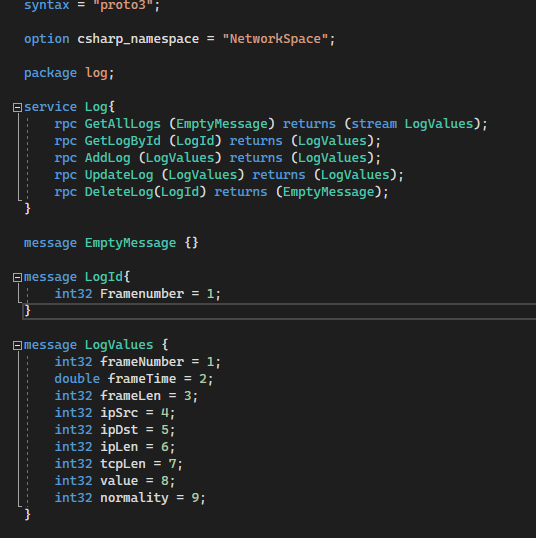 syntax = "proto3";
option csharp_namespace = "NetworkSpace";
package log;
service Log{
rpc GetAllLogs (EmptyMessage) returns (stream LogValues);
rpc GetLogById (LogId) returns (LogValues);
rpc AddLog (LogValues) returns (LogValues);
rpc UpdateLog (LogValues) returns (LogValues);
rpc DeleteLog(LogId) returns (EmptyMessage);
}
message EmptyMessage {}
message LogId{
int32 Framenumber = 1;
}
message LogValues {
int32 frameNumber = 1;
double frameTime = 2;
int32 frameLen = 3;
int32 ipSrc = 4;
int32 ipDst = 5;
int32 ipLen = 6;
int32 tcpLen = 7;
int32 value = 8;
int32 normality = 9;
}